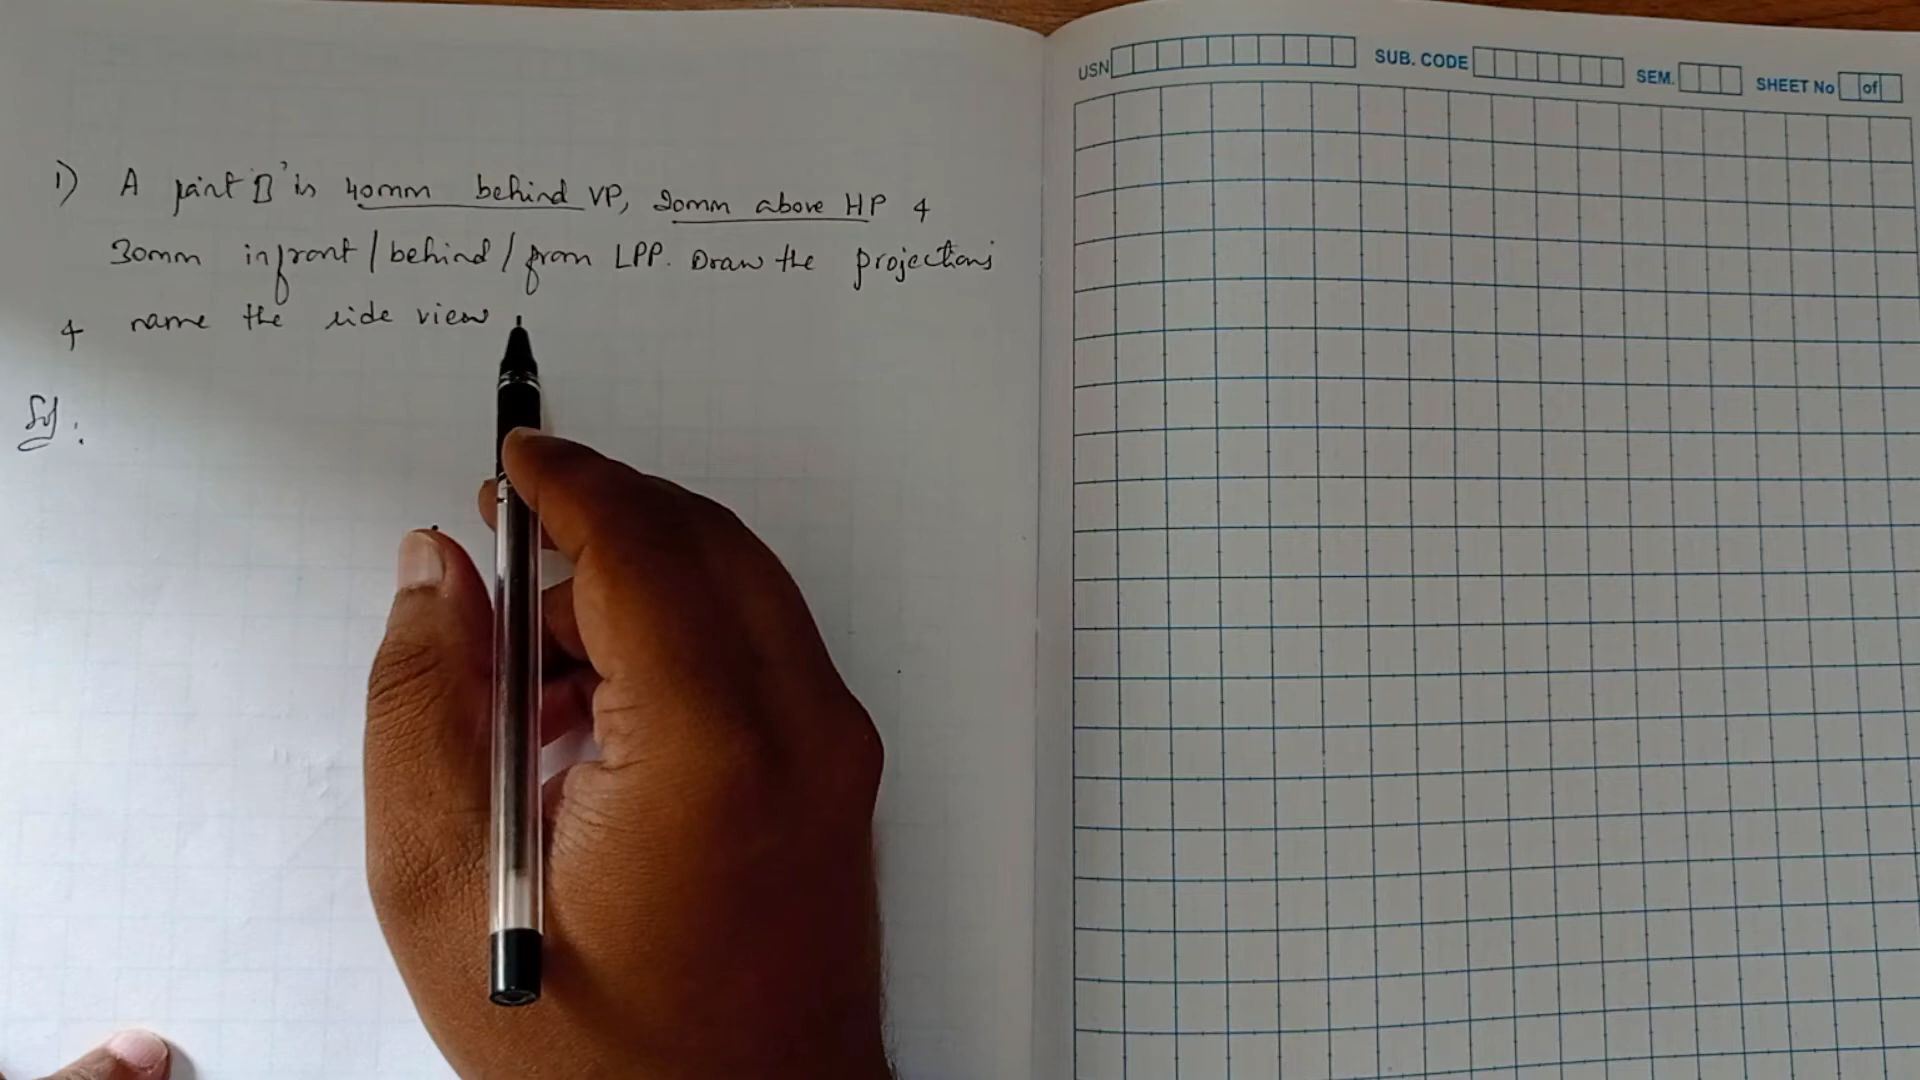 1) A point 'B' is 40mm behind VP, 20mm above HP &
30mm infront / behind / from LPP. Draw the projections
& name the side view
Sol :
USN SUB. CODE SEM. SHEET No of